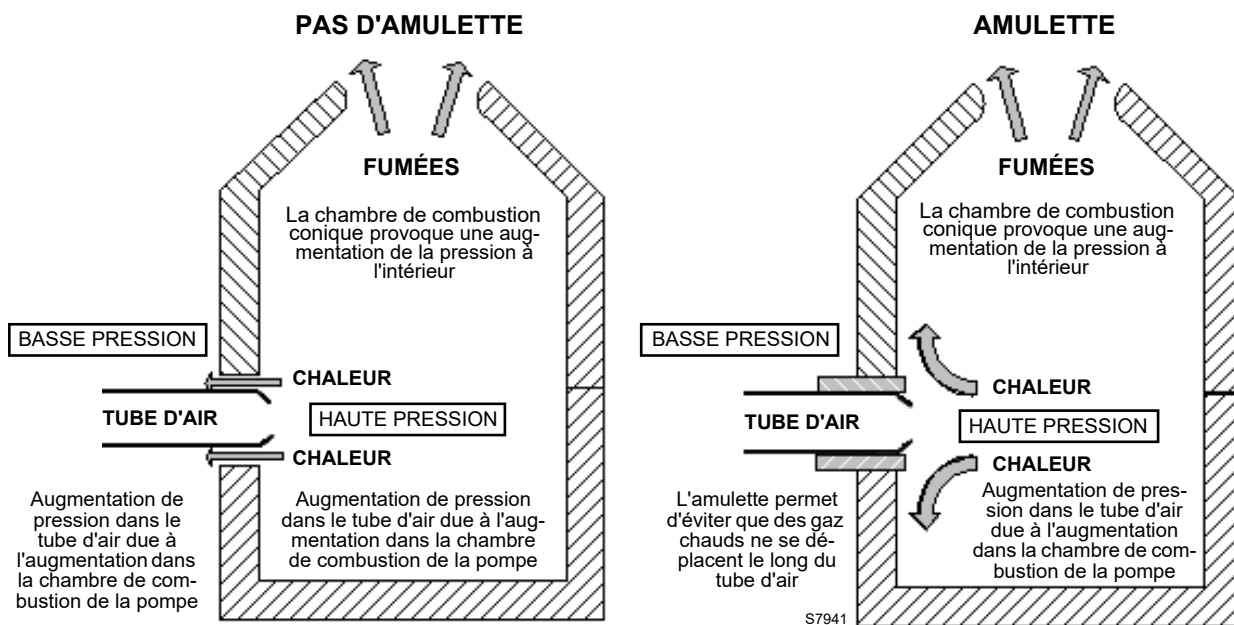 PAS D'AMULETTE
FUMÉES
La chambre de combustion
conique provoque une aug-
mentation de la pression à
l'intérieur
BASSE PRESSION
CHALEUR
TUBE D'AIR
HAUTE PRESSION
CHALEUR
Augmentation de
pression dans le
tube d'air due à
l'augmentation dans
la chambre de com-
bustion de la pompe
Augmentation de pression
dans le tube d'air due à l'aug-
mentation dans la chambre
de combustion de la pompe
AMULETTE
FUMÉES
La chambre de combustion
conique provoque une aug-
mentation de la pression à
l'intérieur
BASSE PRESSION
CHALEUR
TUBE D'AIR
HAUTE PRESSION
CHALEUR
L'amulette permet
d'éviter que des gaz
chauds ne se dé-
placent le long du
tube d'air
Augmentation de pres-
sion dans le tube d'air
due à l'augmentation
dans la chambre de com-
bustion de la pompe
S7941